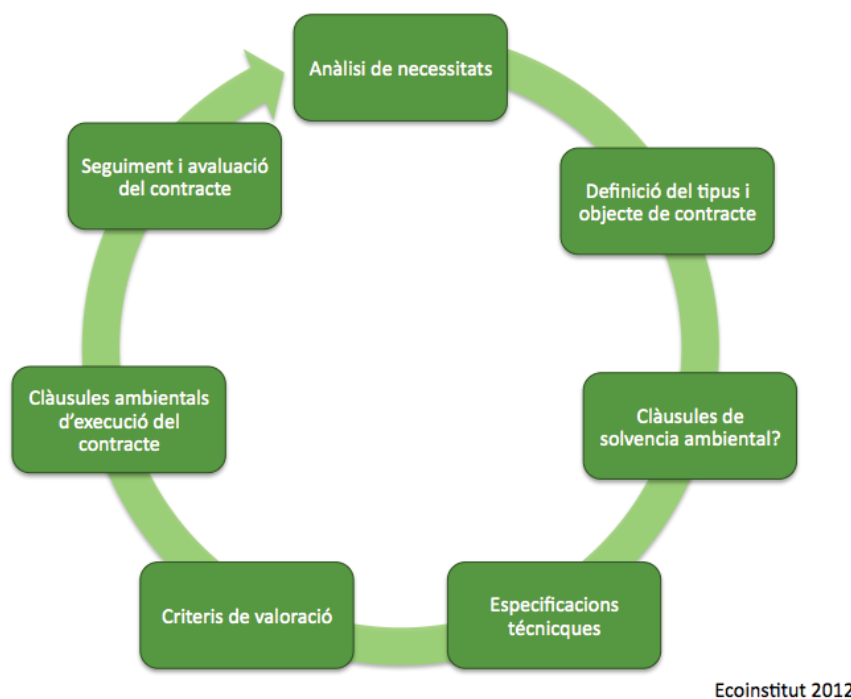 Anàlisi de necessitats
Definició del tipus i
objecte de contracte
Clàusules de
solvencia ambiental?
Especificacions
técnicques
Criteris de valoració
Clàusules ambientals
d'execució del
contracte
Seguiment i avaluació
del contracte
Ecoinstitut 2012